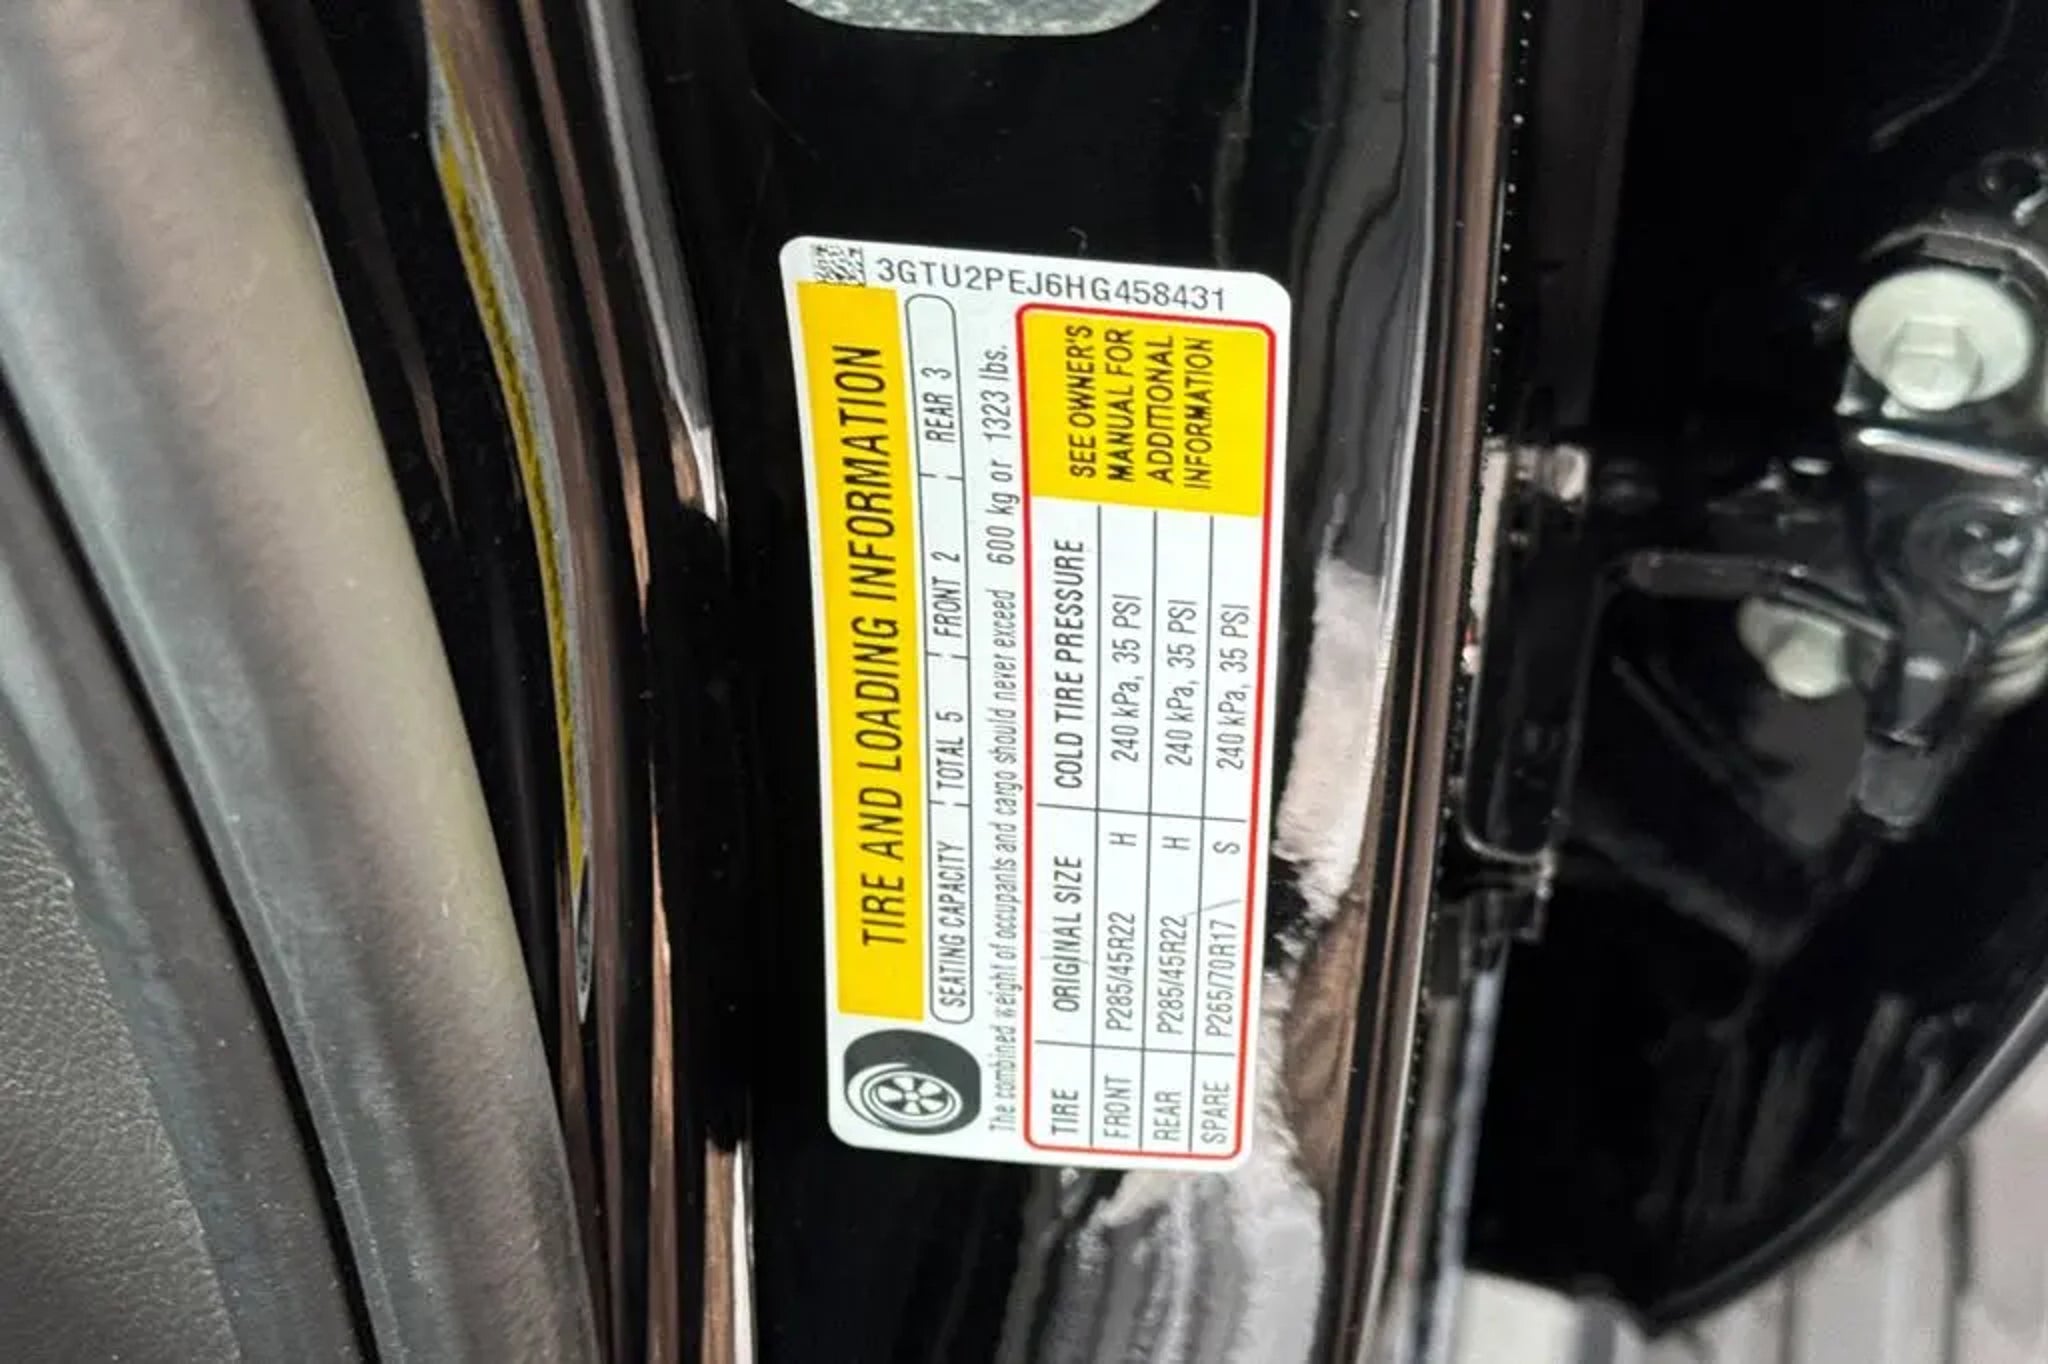 3GTU2PEJ6HG458431
TIRE AND LOADING INFORMATION
SEATING CAPACITY TOTAL 5 FRONT 2 REAR 3
The combined weight of occupants and cargo should never exceed 600 kg or 1323 lbs.
TIRE ORIGINAL SIZE COLD TIRE PRESSURE
FRONT P285/45R22 H 240 kPa, 35 PSI
REAR P285/45R22 H 240 kPa, 35 PSI
SPARE P265/70R17 S 240 kPa, 35 PSI
SEE OWNER'S
MANUAL FOR
ADDITIONAL
INFORMATION